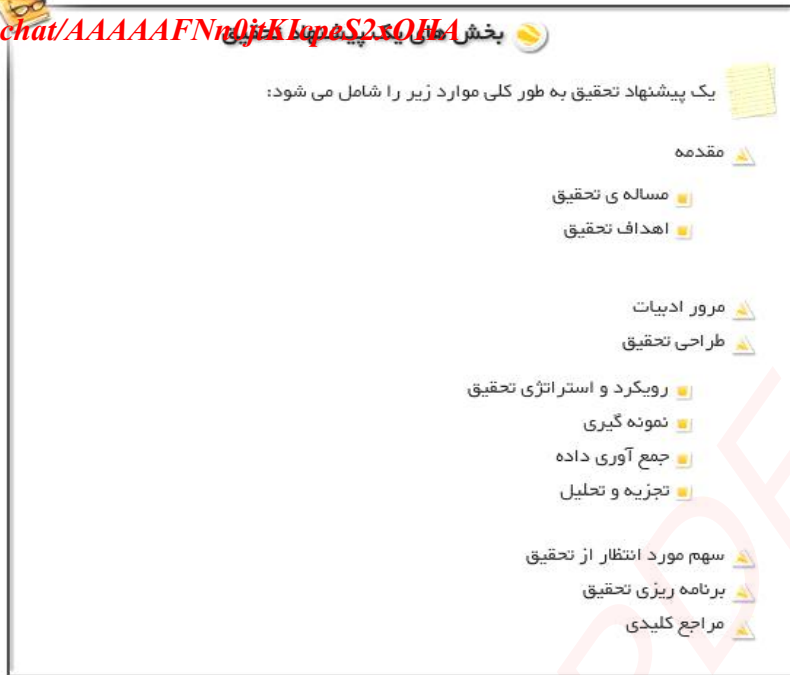 chat/AAAAAFNn0jtKIupeS2xOHA
بخش های یک پیشنهاد تحقیق
یک پیشنهاد تحقیق به طور کلی موارد زیر را شامل می شود:
مقدمه
مساله ی تحقیق
اهداف تحقیق
مرور ادبیات
طراحی تحقیق
رویکرد و استراتژی تحقیق
نمونه گیری
جمع آوری داده
تجزیه و تحلیل
سهم مورد انتظار از تحقیق
برنامه ریزی تحقیق
مراجع کلیدی
PDF